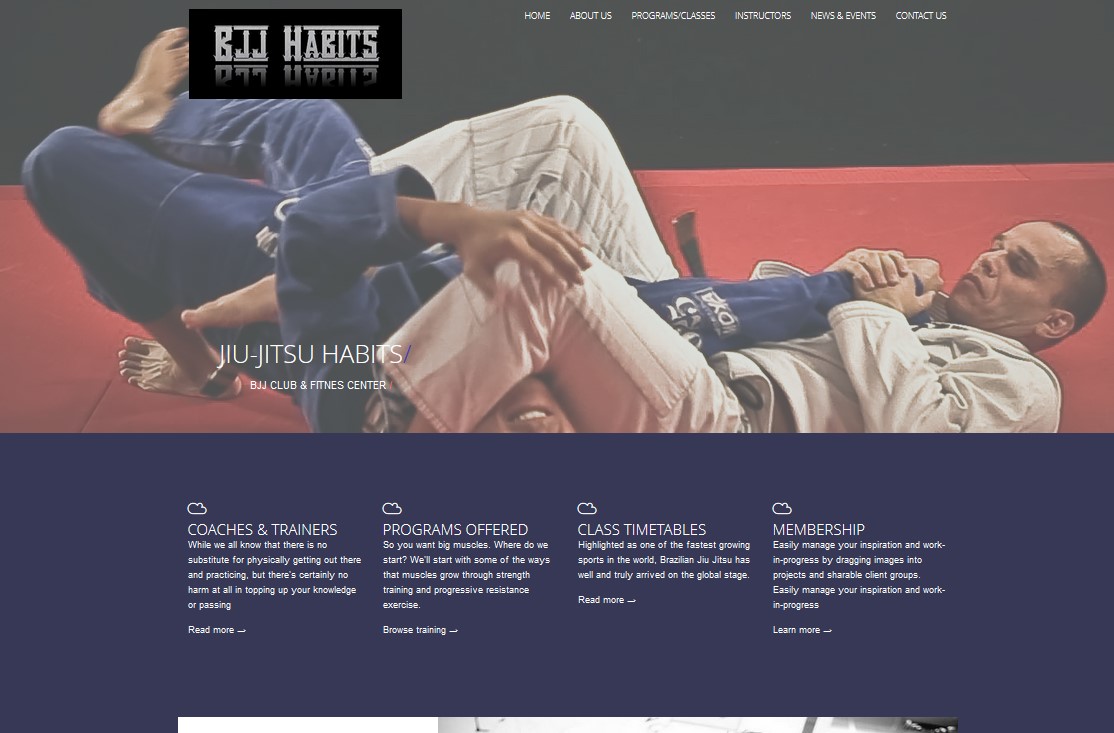 BJJ HABITS
HOME ABOUT US PROGRAMS/CLASSES INSTRUCTORS NEWS & EVENTS CONTACT US
JIU-JITSU HABITS/
BJJ CLUB & FITNES CENTER
COACHES & TRAINERS
While we all know that there is no
substitute for physically getting out there
and practicing, but there's certainly no
harm at all in topping up your knowledge
or passing
Read more
PROGRAMS OFFERED
So you want big muscles. Where do we
start? We'll start with some of the ways
that muscles grow through strength
training and progressive resistance
exercise.
Browse training
CLASS TIMETABLES
Highlighted as one of the fastest growing
sports in the world, Brazilian Jiu Jitsu has
well and truly arrived on the global stage.
Read more
MEMBERSHIP
Easily manage your inspiration and work-
in-progress by dragging images into
projects and sharable client groups.
Easily manage your inspiration and work-
in-progress
Learn more